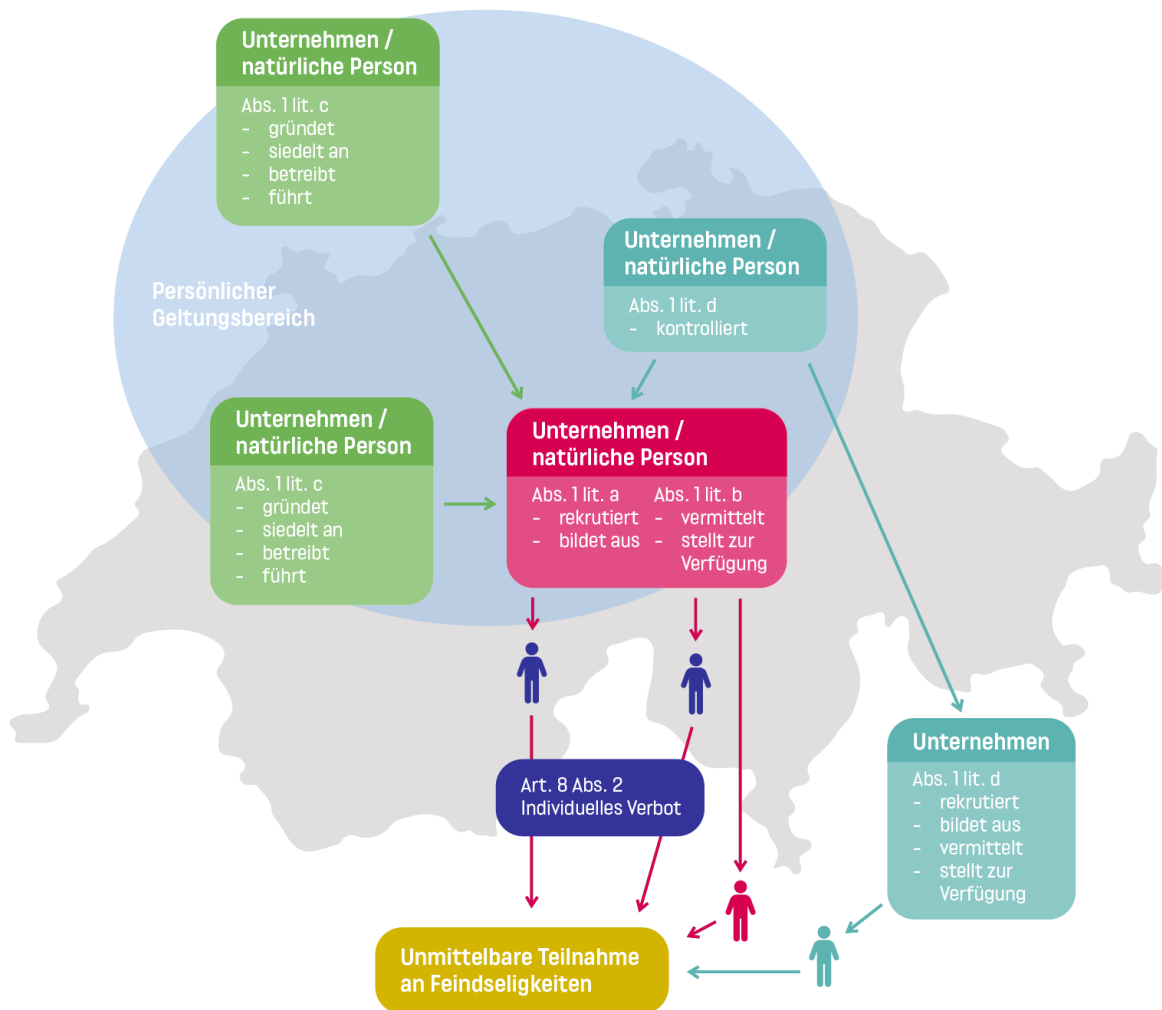 Unternehmen /
natürliche Person
Abs. 1 lit. c
- gründet
- siedelt an
- betreibt
- führt
Unternehmen /
natürliche Person
Abs. 1 lit. d
- kontrolliert
Persönlicher
Geltungsbereich
Unternehmen /
natürliche Person
Abs. 1 lit. c
- gründet
- siedelt an
- betreibt
- führt
Unternehmen /
natürliche Person
Abs. 1 lit. a
- rekrutiert
- bildet aus
Abs. 1 lit. b
- vermittelt
- stellt zur
Verfügung
Art. 8 Abs. 2
Individuelles Verbot
Unternehmen
Abs. 1 lit. d
- rekrutiert
- bildet aus
- vermittelt
- stellt zur
Verfügung
Unmittelbare Teilnahme
an Feindseligkeiten